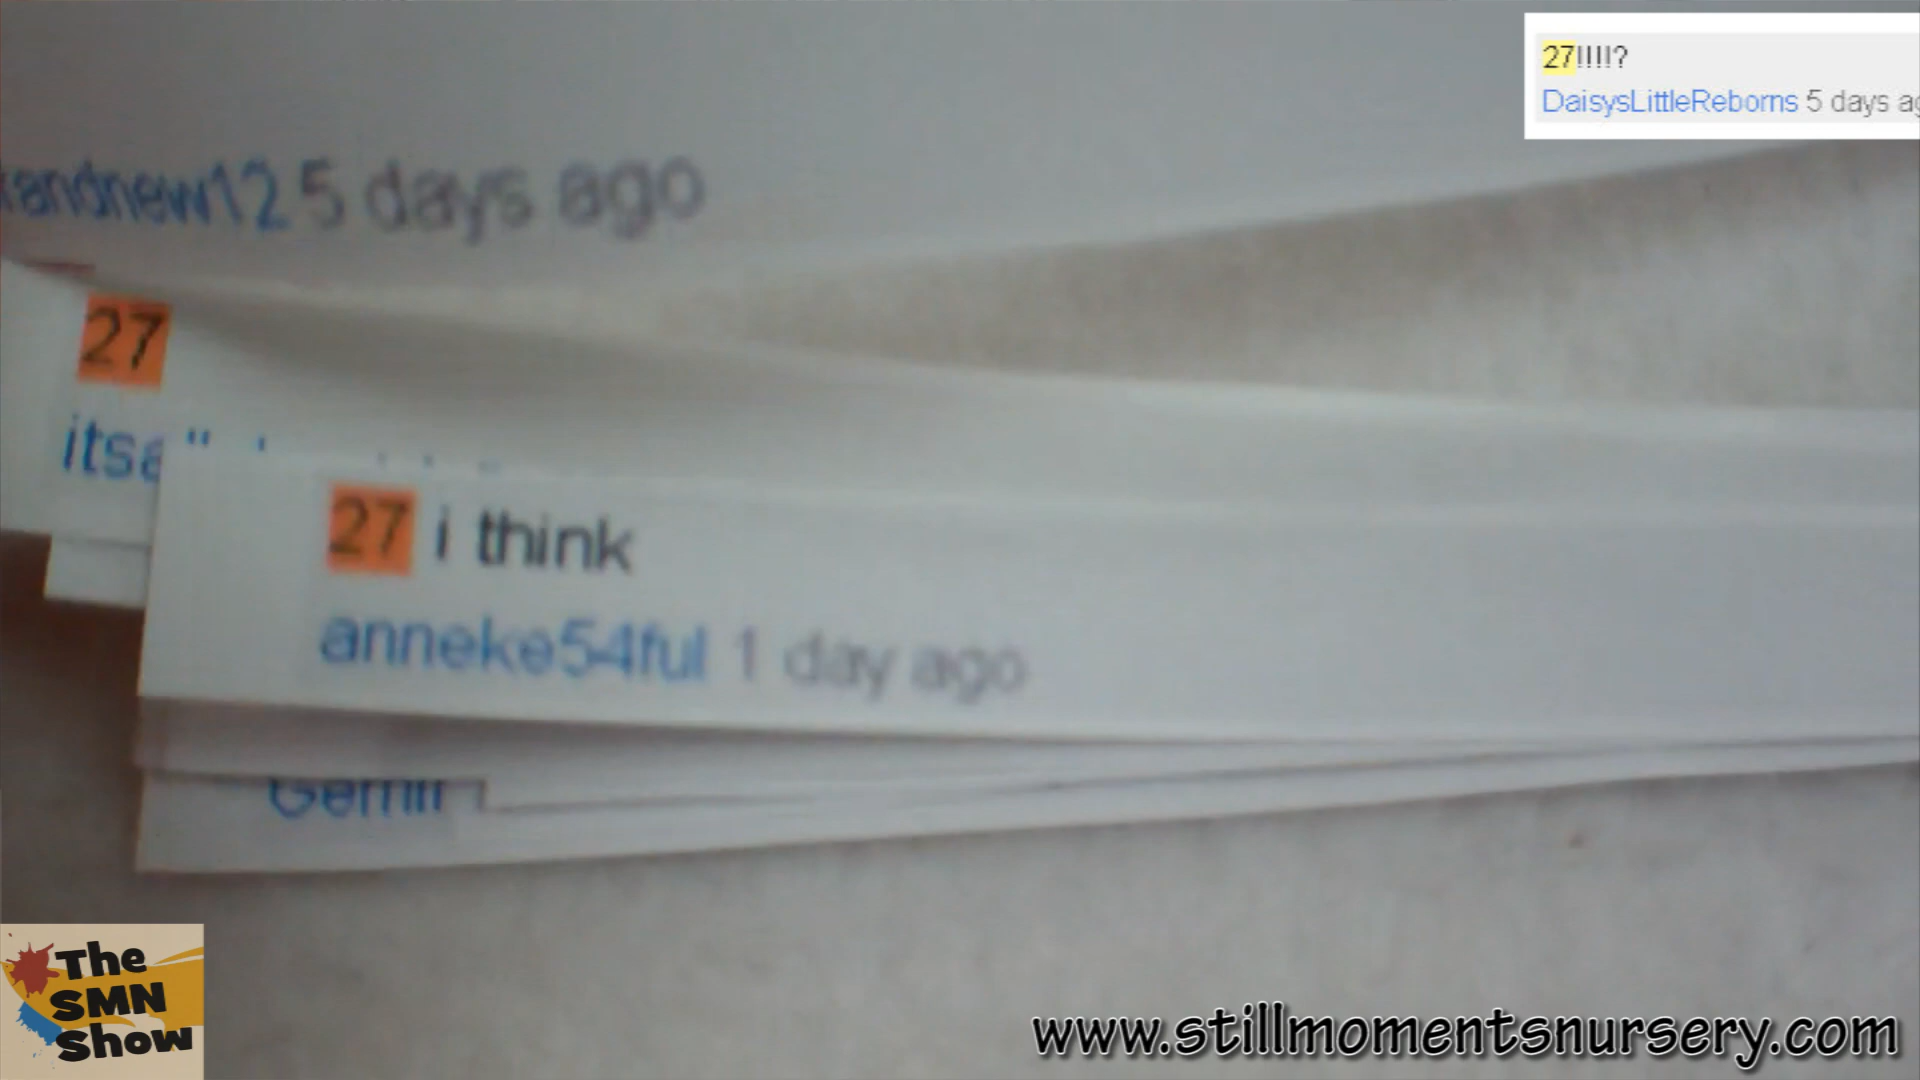 27!!!!?
DaisysLittleReborns 5 days
5 days ago
27
27 i think
anneke54ful 1 day ago
The
SMN
Show
www.stillmomentsnursery.com